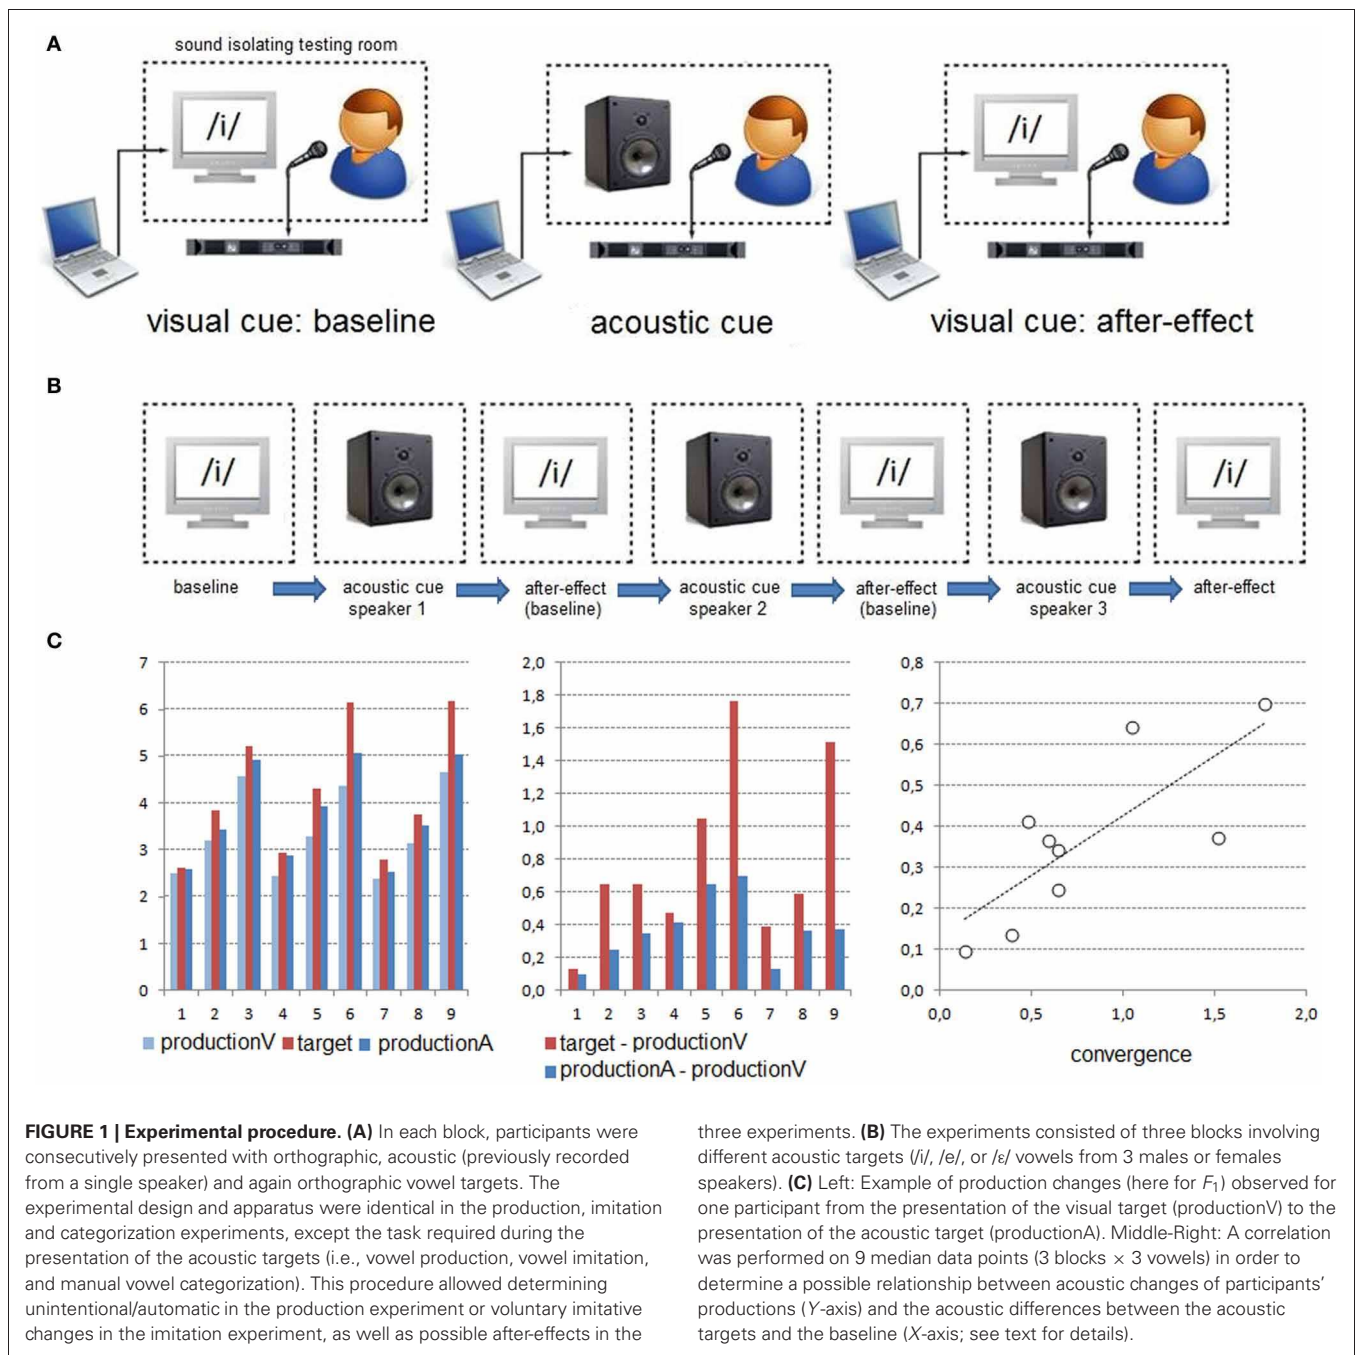 A
sound isolating testing room
/i/
/i/
visual cue: baseline
acoustic cue
visual cue: after-effect
B
/i/
/i/
/i/
/i/
baseline
acoustic cue
speaker 1
after-effect
(baseline)
acoustic cue
speaker 2
after-effect
(baseline)
acoustic cue
speaker 3
after-effect
C
7
6
5
4
3
2
1
0
1 2 3 4 5 6 7 8 9
productionV target productionA
2,0
1,8
1,6
1,4
1,2
1,0
0,8
0,6
0,4
0,2
0,0
1 2 3 4 5 6 7 8 9
target - productionV
productionA - productionV
0,8
0,7
0,6
0,5
0,4
0,3
0,2
0,1
0,0
0,0 0,5 1,0 1,5 2,0
convergence
FIGURE 1 | Experimental procedure. (A) In each block, participants were
consecutively presented with orthographic, acoustic (previously recorded
from a single speaker) and again orthographic vowel targets. The
experimental design and apparatus were identical in the production, imitation
and categorization experiments, except the task required during the
presentation of the acoustic targets (i.e., vowel production, vowel imitation,
and manual vowel categorization). This procedure allowed determining
unintentional/automatic in the production experiment or voluntary imitative
changes in the imitation experiment, as well as possible after-effects in the
three experiments. (B) The experiments consisted of three blocks involving
different acoustic targets (/i/, /e/, or /ε/ vowels from 3 males or females
speakers). (C) Left: Example of production changes (here for F1) observed for
one participant from the presentation of the visual target (productionV) to the
presentation of the acoustic target (productionA). Middle-Right: A correlation
was performed on 9 median data points (3 blocks × 3 vowels) in order to
determine a possible relationship between acoustic changes of participants'
productions (Y-axis) and the acoustic differences between the acoustic
targets and the baseline (X-axis; see text for details).